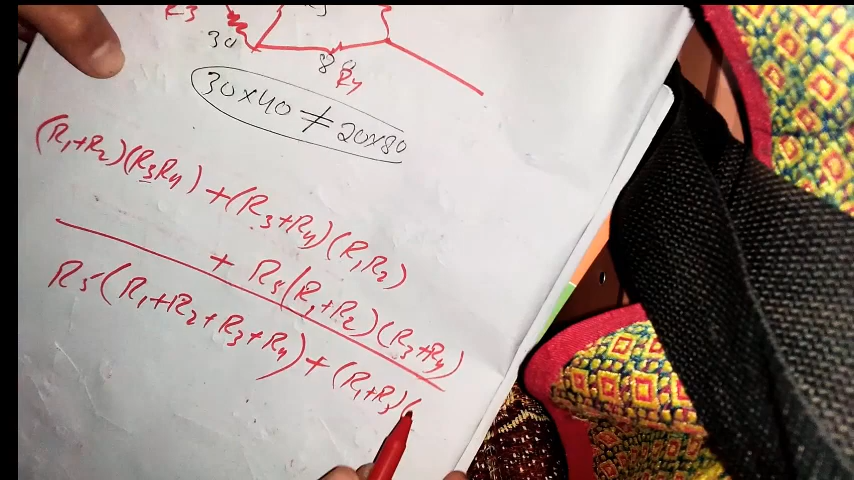 R3
30
8
R4
30×40 ≠ 20×80
(R1+R2)(R3R4) + (R3+R4)(R1R2)
+ R5(R1+R2)(R3+R4)
R5(R1+R2+R3+R4) + (R1+R3)(